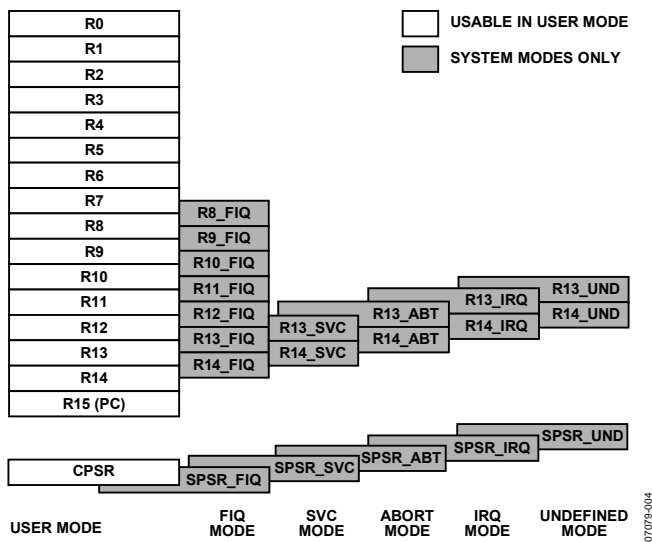 R0
R1
R2
R3
R4
R5
R6
R7
R8
R9
R10
R11
R12
R13
R14
R15 (PC)
USABLE IN USER MODE
SYSTEM MODES ONLY
R8_FIQ
R9_FIQ
R10_FIQ
R11_FIQ
R12_FIQ
R13_FIQ
R14_FIQ
R13_SVC
R14_SVC
R13_ABT
R14_ABT
R13_IRQ
R14_IRQ
R13_UND
R14_UND
CPSR
SPSR_FIQ
SPSR_SVC
SPSR_ABT
SPSR_IRQ
SPSR_UND
USER MODE
FIQ
MODE
SVC
MODE
ABORT
MODE
IRQ
MODE
UNDEFINED
MODE
07079-004